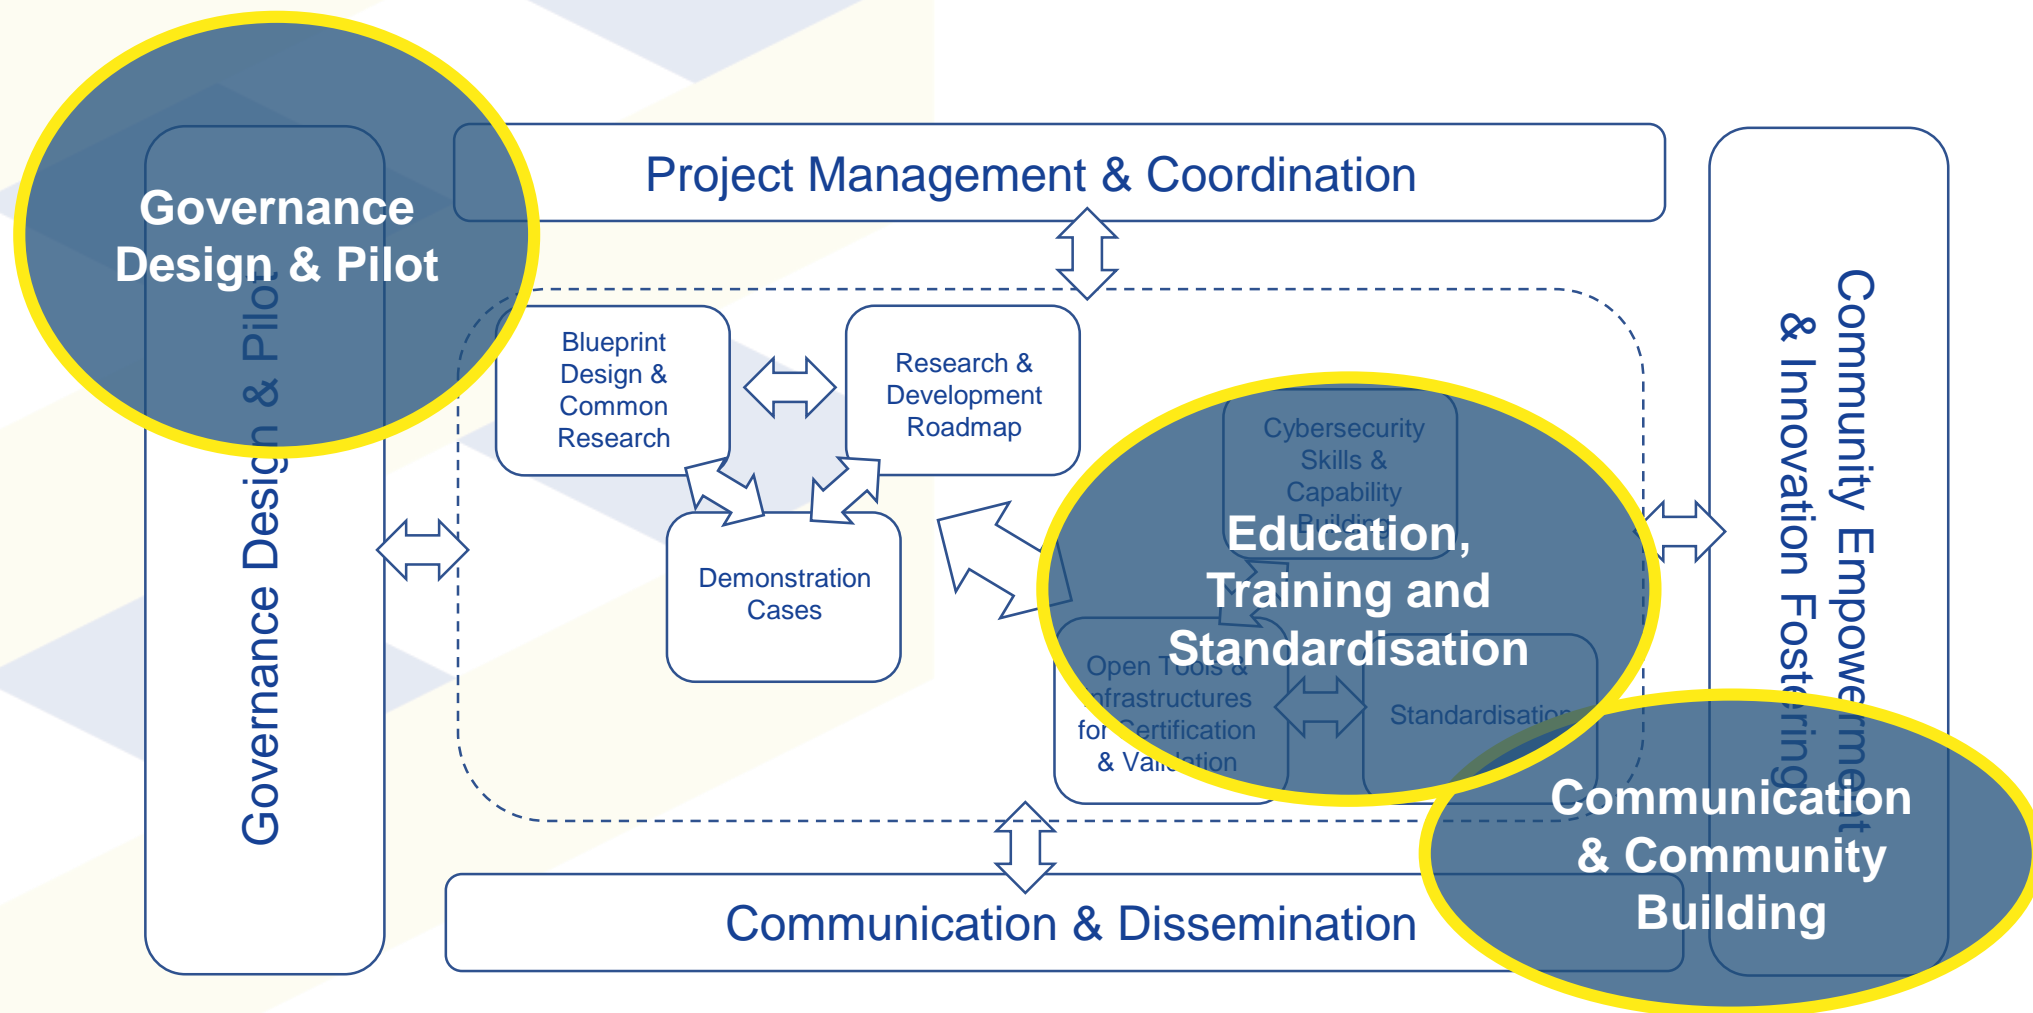 Governance
Design & Pilot
Governance Design & Pilot
Project Management & Coordination
Blueprint
Design &
Common
Research
Research &
Development
Roadmap
Demonstration
Cases
Cybersecurity
Skills &
Capability
Building
Education,
Training and
Standardisation
Open Tools &
Infrastructures
for Certification
& Validation
Standardisation
Community Empowerment
& Innovation Fostering
Communication
& Community
Building
Communication & Dissemination